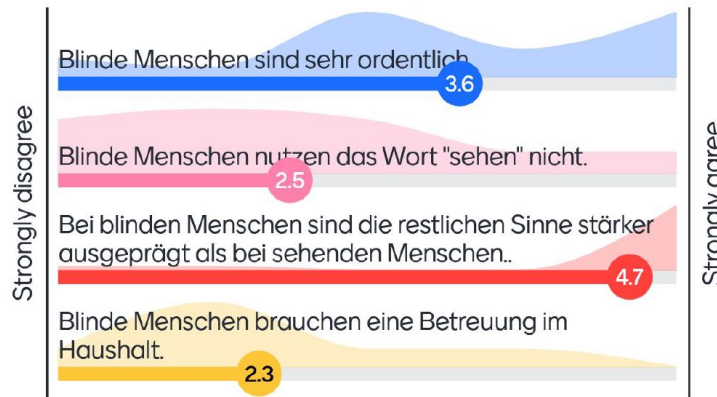 Strongly disagree
Blinde Menschen sind sehr ordentlich
3.6
Blinde Menschen nutzen das Wort "sehen" nicht.
2.5
Bei blinden Menschen sind die restlichen Sinne stärker
ausgeprägt als bei sehenden Menschen..
4.7
Blinde Menschen brauchen eine Betreuung im
Haushalt.
2.3
Strongly agree